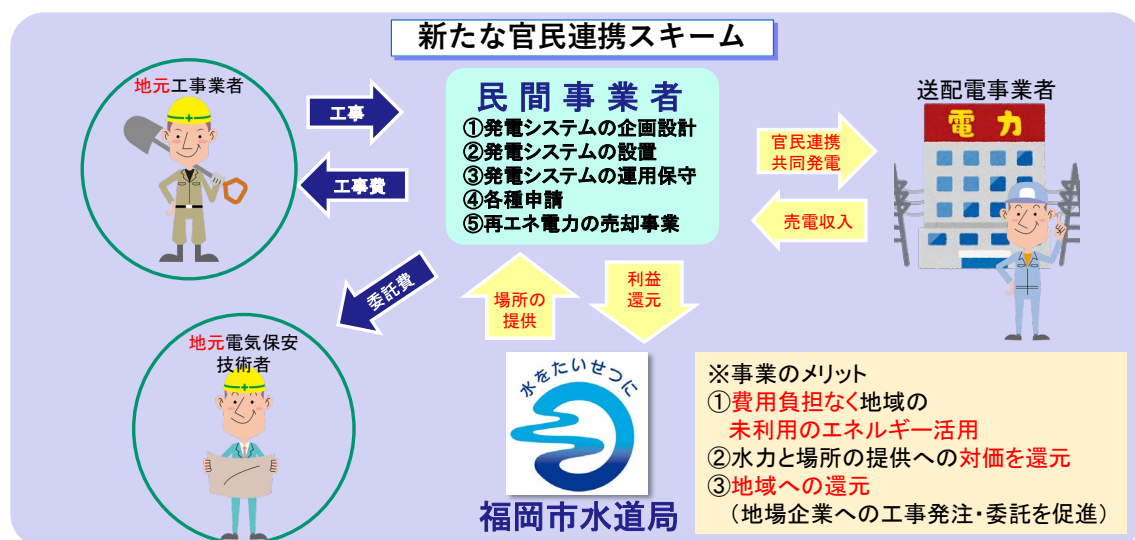 新たな官民連携スキーム
地元工事業者
工事
工事費
民間事業者
①発電システムの企画設計
②発電システムの設置
③発電システムの運用保守
④各種申請
⑤再エネ電力の売却事業
官民連携
共同発電
売電収入
送配電事業者
電力
委託費
場所の
提供
利益
還元
地元電気保安
技術者
水をたいせつに
福岡市水道局
※事業のメリット
①費用負担なく地域の
未利用のエネルギー活用
②水力と場所の提供への対価を還元
③地域への還元
（地場企業への工事発注・委託を促進）